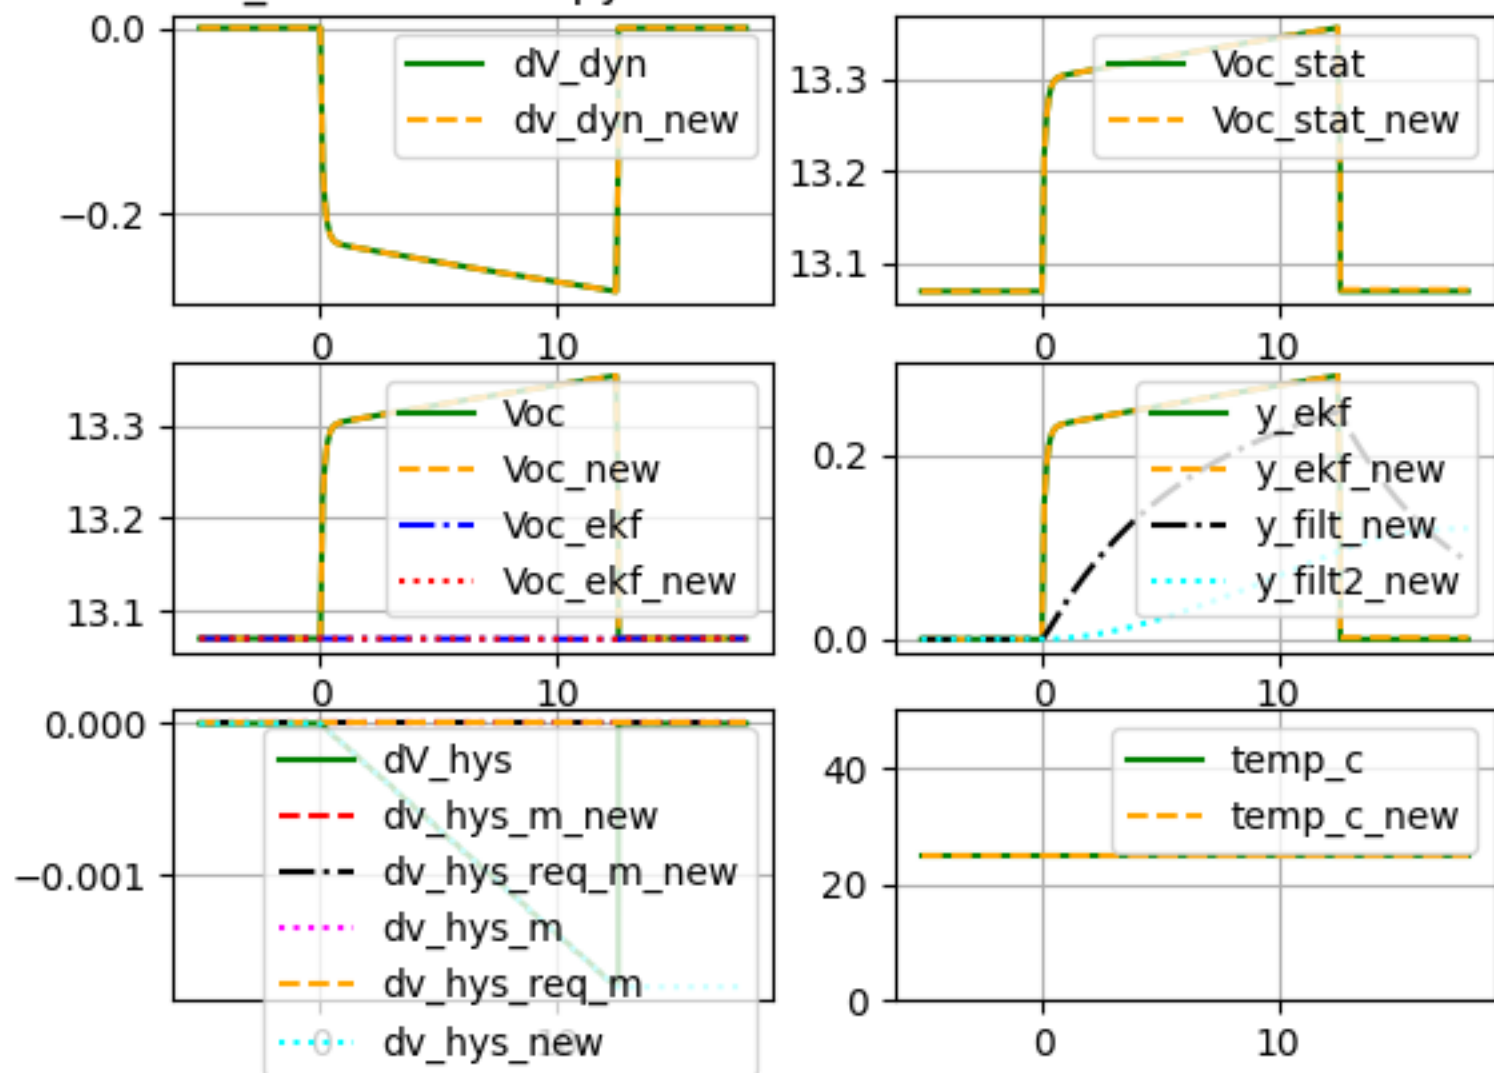 0.0
−0.2
dV_dyn
dv_dyn_new
0
10
13.3
13.2
13.1
Voc_stat
Voc_stat_new
0
10
13.3
13.2
13.1
Voc
Voc_new
Voc_ekf
Voc_ekf_new
0
10
0.2
0.0
y_ekf
y_ekf_new
y_filt_new
y_filt2_new
0
10
0.000
−0.001
dV_hys
dv_hys_m_new
dv_hys_req_m_new
dv_hys_m
dv_hys_req_m
dv_hys_new
0
10
40
20
0
temp_c
temp_c_new
0
10